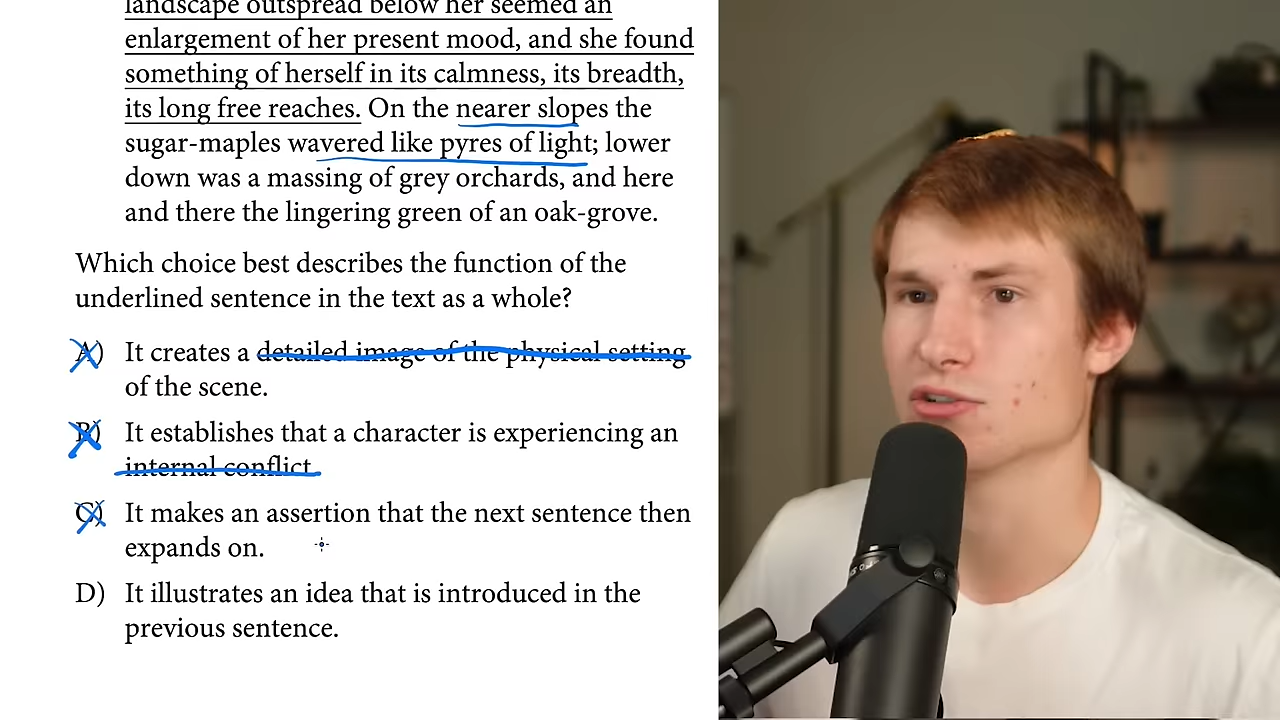 landscape outspread below her seemed an
enlargement of her present mood, and she found
something of herself in its calmness, its breadth,
its long free reaches. On the nearer slopes the
sugar-maples wavered like pyres of light; lower
down was a massing of grey orchards, and here
and there the lingering green of an oak-grove.
Which choice best describes the function of the
underlined sentence in the text as a whole?
A) It creates a detailed image of the physical setting
of the scene.
B) It establishes that a character is experiencing an
internal conflict.
C) It makes an assertion that the next sentence then
expands on.
D) It illustrates an idea that is introduced in the
previous sentence.